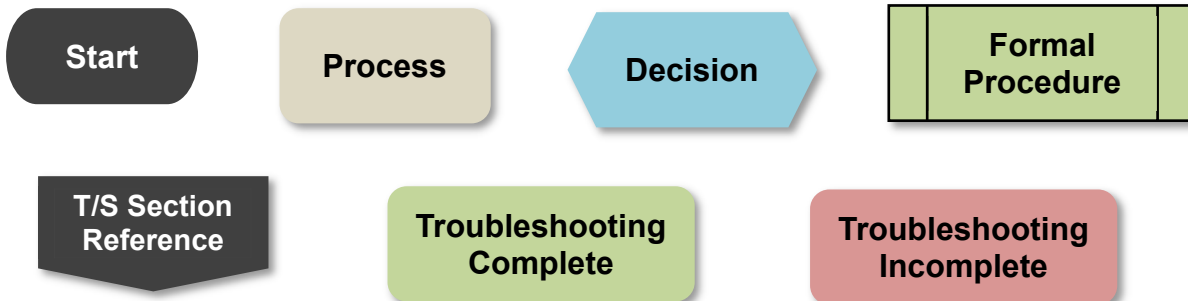 Start
Process
Decision
Formal
Procedure
T/S Section
Reference
Troubleshooting
Complete
Troubleshooting
Incomplete